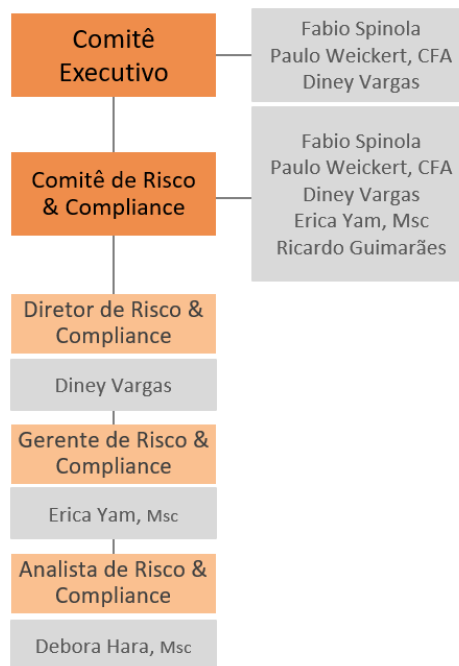 Comitê
Executivo
Fabio Spinola
Paulo Weickert, CFA
Diney Vargas
Comitê de Risco
& Compliance
Fabio Spinola
Paulo Weickert, CFA
Diney Vargas
Erica Yam, Msc
Ricardo Guimarães
Diretor de Risco &
Compliance
Diney Vargas
Gerente de Risco &
Compliance
Erica Yam, Msc
Analista de Risco &
Compliance
Debora Hara, Msc